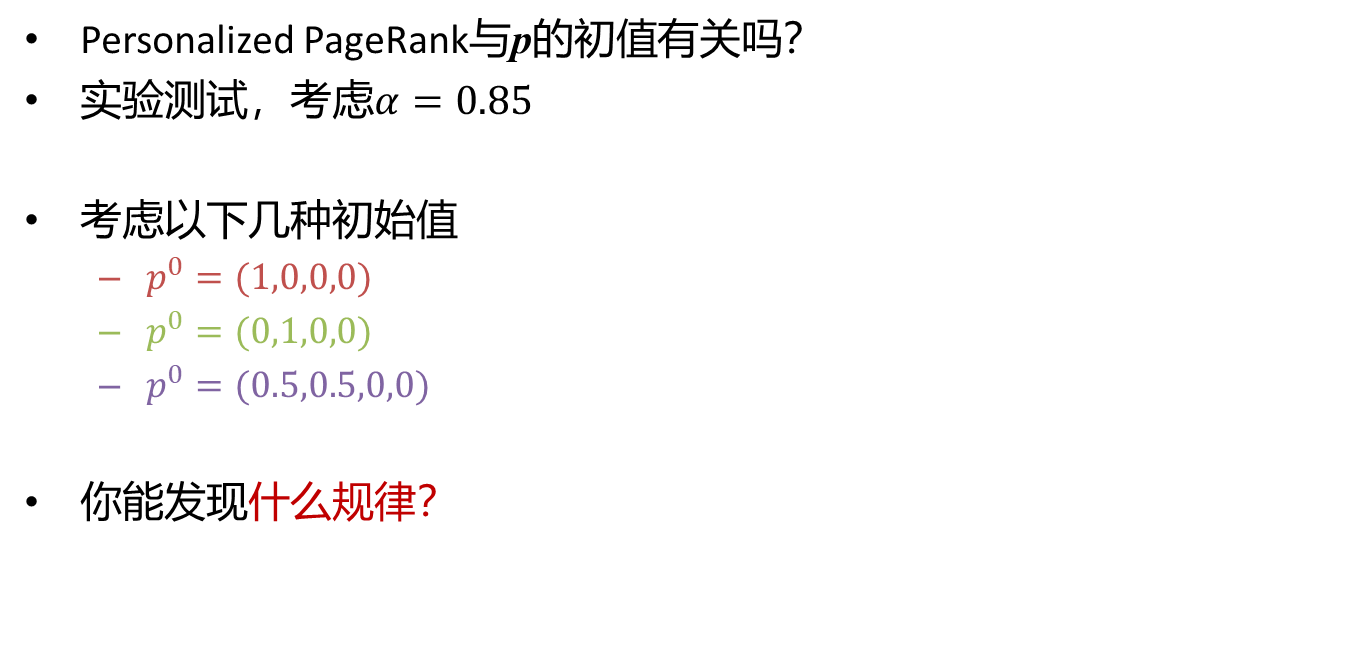 • Personalized PageRank与p的初值有关吗？
• 实验测试，考虑α = 0.85
• 考虑以下几种初始值
– p⁰ = (1,0,0,0)
– p⁰ = (0,1,0,0)
– p⁰ = (0.5,0.5,0,0)
• 你能发现什么规律？